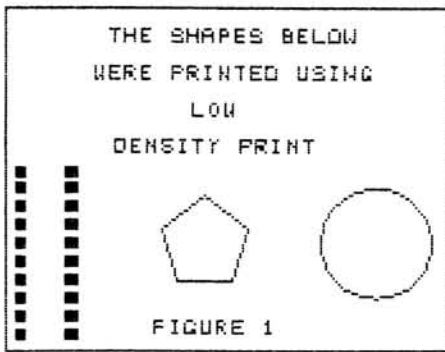 THE SHAPES BELOW
WERE PRINTED USING
LOW
DENSITY PRINT
FIGURE 1